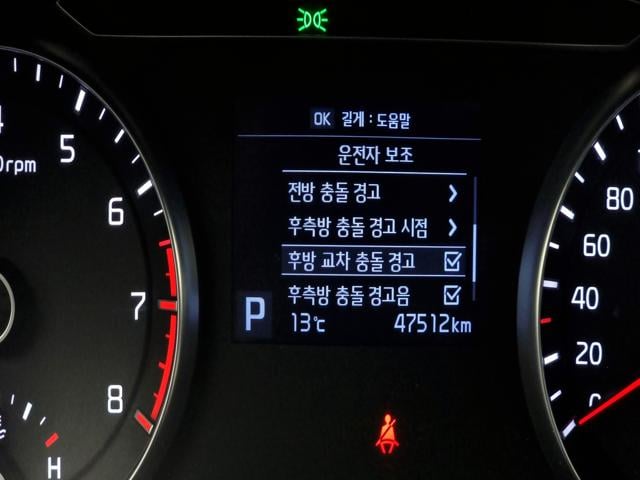 OK 길게 : 도움말
운전자 보조
전방 충돌 경고
후측방 충돌 경고 시점
후방 교차 충돌 경고
후측방 충돌 경고음
P 13℃ 47512km
5
6
7
8
H
80
60
40
20